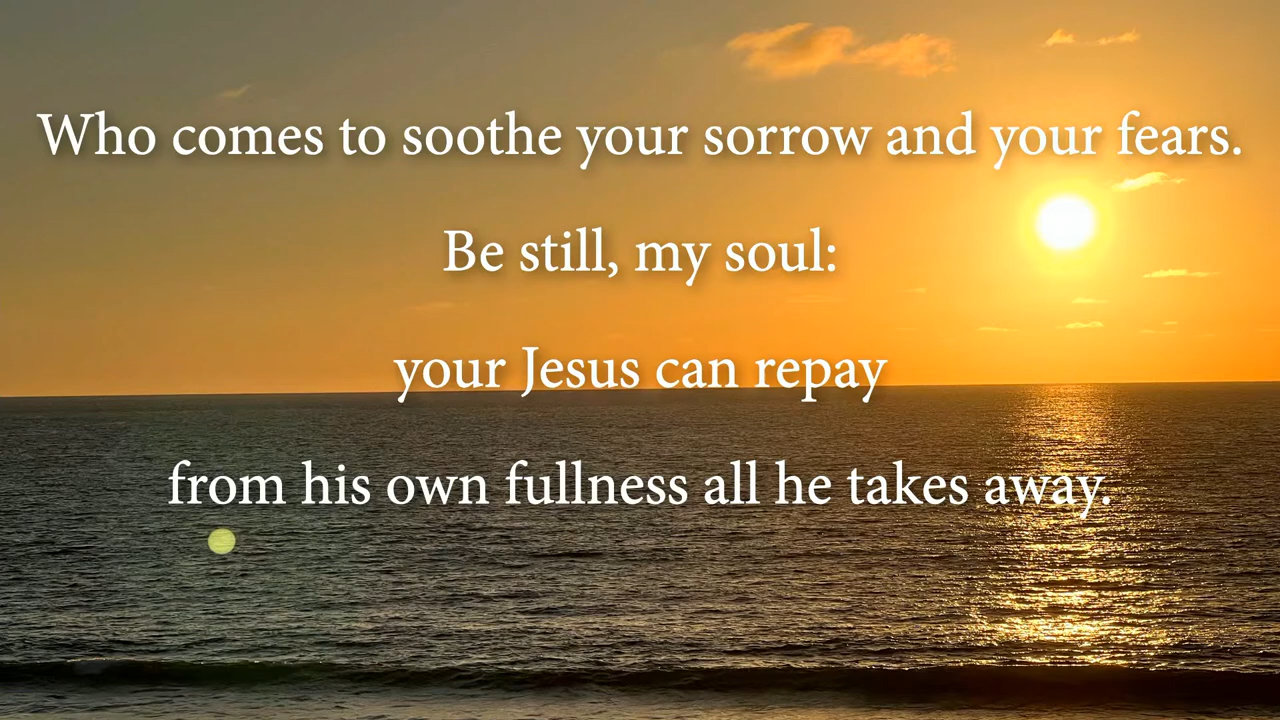 Who comes to soothe your sorrow and your fears.
Be still, my soul:
your Jesus can repay
from his own fullness all he takes away.